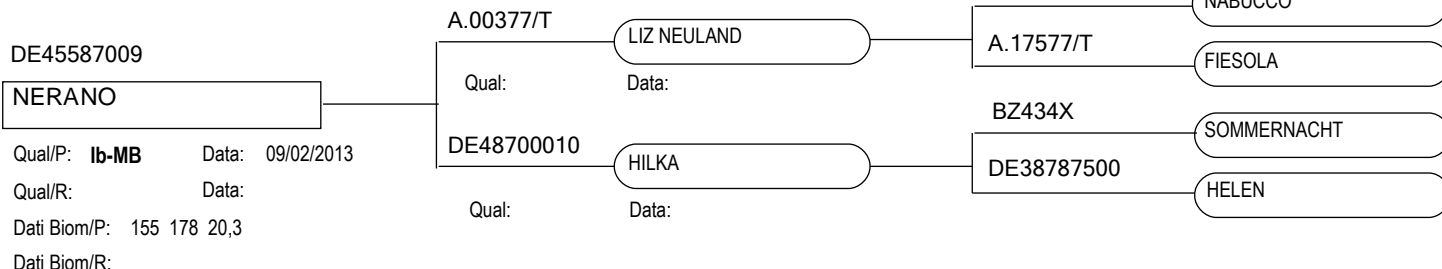 NABUCCO
A.00377/T
LIZ NEULAND
A.17577/T
DE45587009
FIESOLA
NERANO
Qual: Data:
BZ434X
SOMMERNACHT
DE48700010
Qual/P: Ib-MB Data: 09/02/2013
HILKA
DE38787500
Qual/R: Data:
HELEN
Qual: Data:
Dati Biom/P: 155 178 20,3
Dati Biom/R: